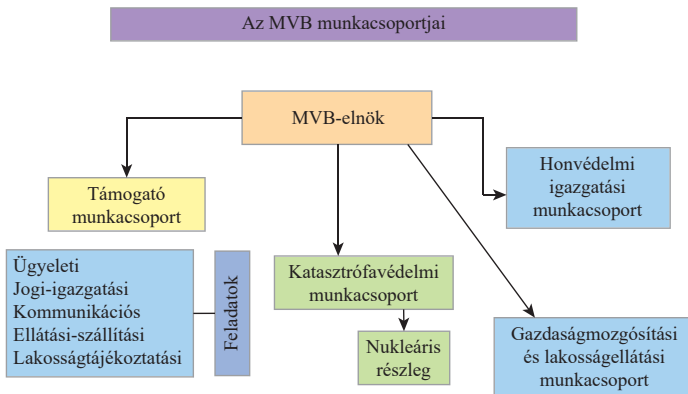 Az MVB munkacsoportjai
MVB-elnök
Támogató
munkacsoport
Honvédelmi
igazgatási
munkacsoport
Ügyeleti
Jogi-igazgatási
Kommunikációs
Ellátási-szállítási
Lakosságtájékoztatási
Feladatok
Katasztrófavédelmi
munkacsoport
Nukleáris
részleg
Gazdaságmozgósítási
és lakosságellátási
munkacsoport